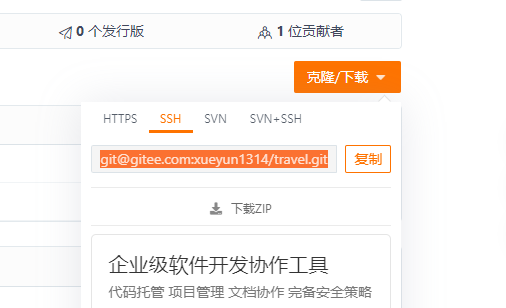 0 个发行版
1 位贡献者
克隆/下载
HTTPS SSH SVN SVN+SSH
git@gitee.com:xueyun1314/travel.git 复制
下载ZIP
企业级软件开发协作工具
代码托管 项目管理 文档协作 完备安全策略